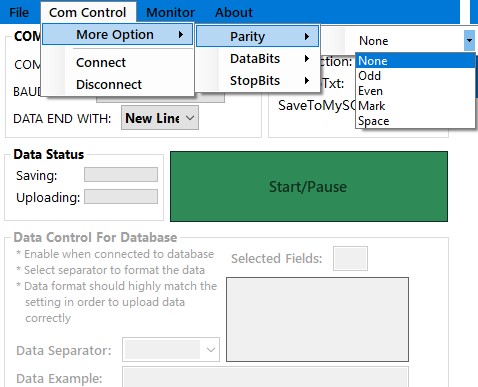 File Com Control Monitor About
COM
More Option
Parity
None
COM
Connect
DataBits
None
BAUD
Disconnect
StopBits
Odd
Even
Mark
Space
DATA END WITH: New Line
Data Status
Saving:
Uploading:
Start/Pause
Data Control For Database
* Enable when connected to database
* Select separator to format the data
* Data format should highly match the
setting in order to upload data
correctly
Selected Fields:
Data Separator:
Data Example: